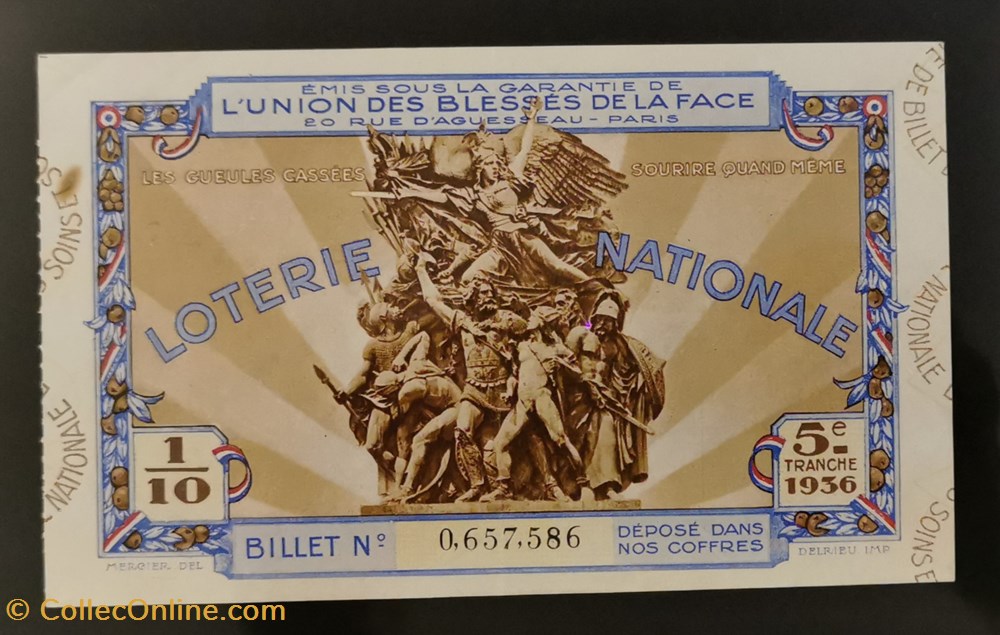 ÉMIS SOUS LA GARANTIE DE
L'UNION DES BLESSÉS DE LA FACE
20 RUE D'AGUESSEAU - PARIS
LES GUEULES CASSÉES
SOURIRE QUAND MÊME
LOTERIE NATIONALE
1/10
5e TRANCHE
1936
BILLET No 0,657,586
DÉPOSÉ DANS
NOS COFFRES
MERCIER DEL
DELRIEU IMP
SOINS
NATIONALE
DE BILLET
NATIONALE
SOINS
© CollecOnline.com